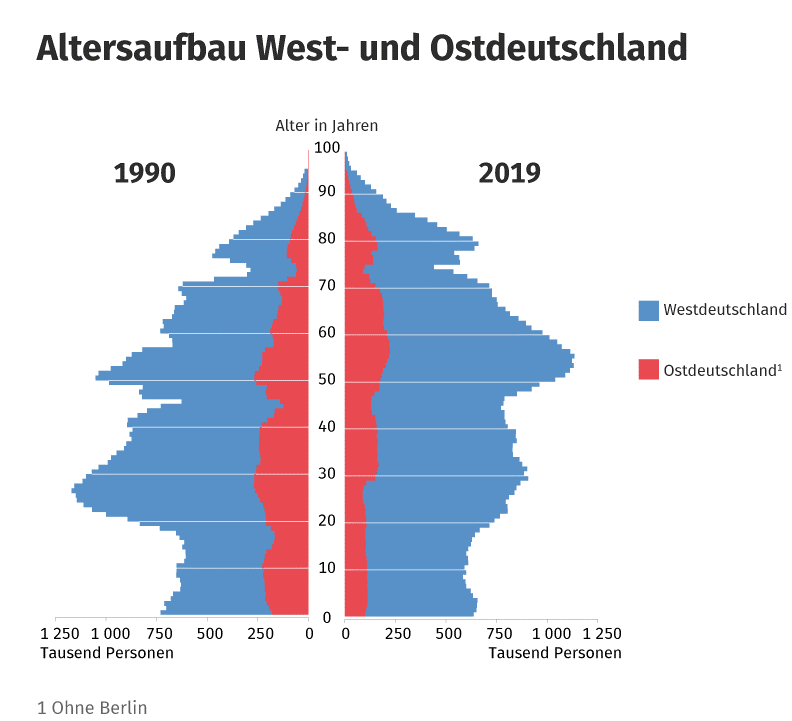 Altersaufbau West- und Ostdeutschland
Alter in Jahren
1990
2019
100
90
80
70
60
50
40
30
20
10
0
1 250 1 000 750 500 250 0
0 250 500 750 1 000 1 250
Tausend Personen
Tausend Personen
Westdeutschland
Ostdeutschland¹
1 Ohne Berlin